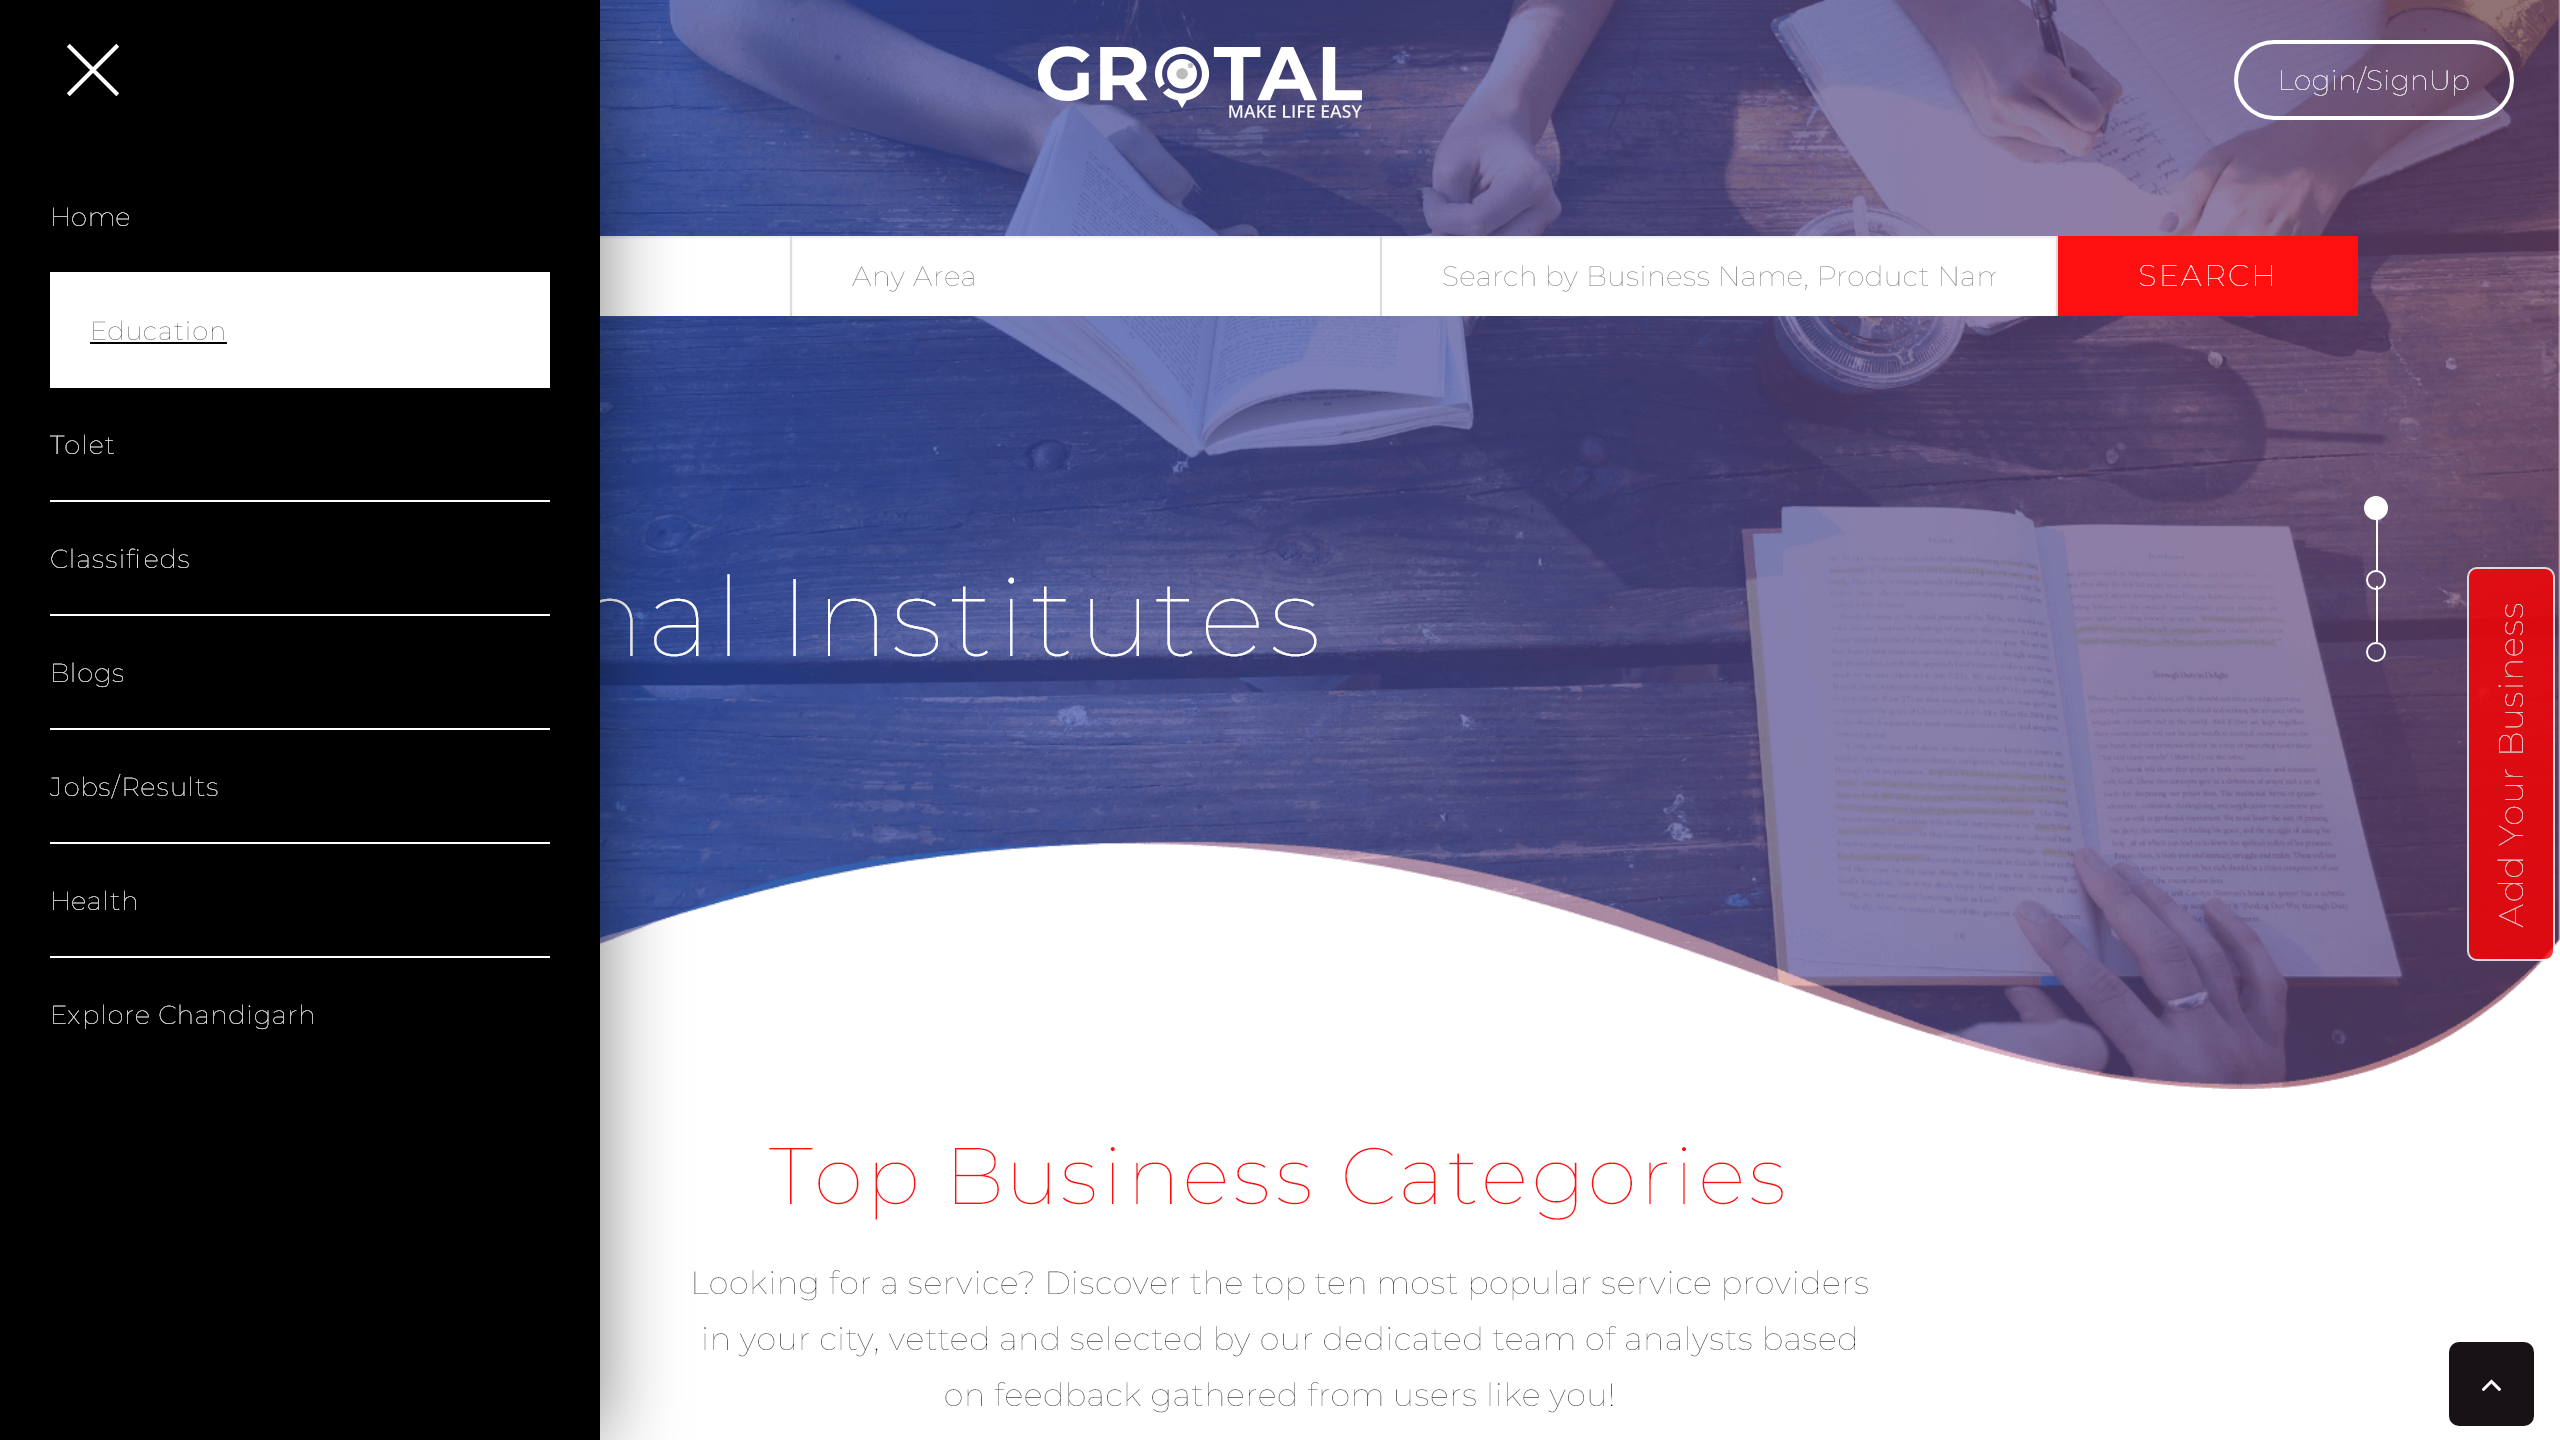 GROTAL
MAKE LIFE EASY
Login/SignUp
Home
Education
Tolet
Classifieds
Blogs
Jobs/Results
Health
Explore Chandigarh
Any Area
Search by Business Name, Product Nam
SEARCH
nal Institutes
Add Your Business
Top Business Categories
Looking for a service? Discover the top ten most popular service providers
in your city, vetted and selected by our dedicated team of analysts based
on feedback gathered from users like you!